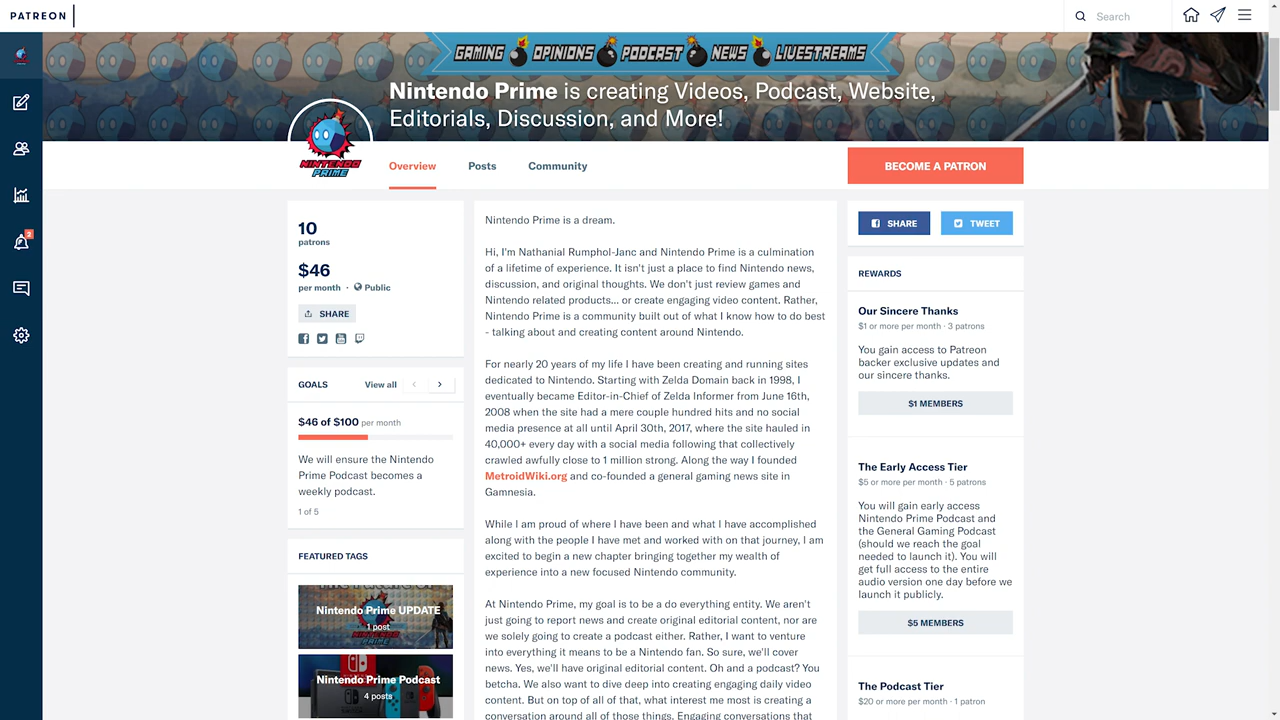 PATREON
Search
GAMING OPINIONS PODCAST NEWS LIVESTREAMS
Nintendo Prime is creating Videos, Podcast, Website,
Editorials, Discussion, and More!
NINTENDO
PRIME
Overview
Posts
Community
BECOME A PATRON
2
10
patrons
$46
per month · Public
SHARE
GOALS
View all
$46 of $100 per month
We will ensure the Nintendo
Prime Podcast becomes a
weekly podcast.
1 of 5
FEATURED TAGS
Nintendo Prime UPDATE
1 post
Nintendo Prime Podcast
4 posts
Nintendo Prime is a dream.
Hi, I'm Nathanial Rumphol-Janc and Nintendo Prime is a culmination
of a lifetime of experience. It isn't just a place to find Nintendo news,
discussion, and original thoughts. We don't just review games and
Nintendo related products... or create engaging video content. Rather,
Nintendo Prime is a community built out of what I know how to do best
- talking about and creating content around Nintendo.
For nearly 20 years of my life I have been creating and running sites
dedicated to Nintendo. Starting with Zelda Domain back in 1998, I
eventually became Editor-in-Chief of Zelda Informer from June 16th,
2008 when the site had a mere couple hundred hits and no social
media presence at all until April 30th, 2017, where the site hauled in
40,000+ every day with a social media following that collectively
crawled awfully close to 1 million strong. Along the way I founded
MetroidWiki.org and co-founded a general gaming news site in
Gamnesia.
While I am proud of where I have been and what I have accomplished
along with the people I have met and worked with on that journey, I am
excited to begin a new chapter bringing together my wealth of
experience into a new focused Nintendo community.
At Nintendo Prime, my goal is to be a do everything entity. We aren't
just going to report news and create original editorial content, nor are
we solely going to create a podcast either. Rather, I want to venture
into everything it means to be a Nintendo fan. So sure, we'll cover
news. Yes, we'll have original editorial content. Oh and a podcast? You
betcha. We also want to dive deep into creating engaging daily video
content. But on top of all of that, what interest me most is creating a
conversation around all of those things. Engaging conversations that
SHARE
TWEET
REWARDS
Our Sincere Thanks
$1 or more per month · 3 patrons
You gain access to Patreon
backer exclusive updates and
our sincere thanks.
$1 MEMBERS
The Early Access Tier
$5 or more per month · 5 patrons
You will gain early access
Nintendo Prime Podcast and
the General Gaming Podcast
(should we reach the goal
needed to launch it). You will
get full access to the entire
audio version one day before we
launch it publicly.
$5 MEMBERS
The Podcast Tier
$20 or more per month · 1 patron